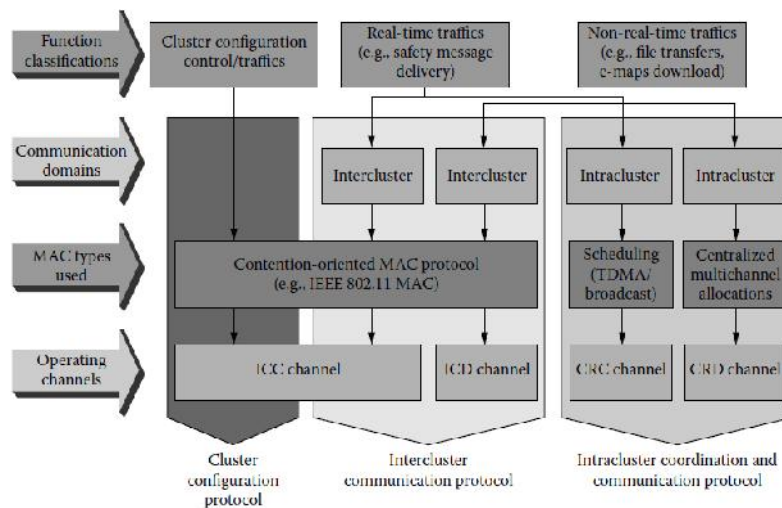 Function
classifications
Cluster configuration
control/traffics
Real-time traffics
(e.g., safety message
delivery)
Non-real-time traffics
(e.g., file transfers,
e-maps download)
Communication
domains
Intercluster
Intercluster
Intracluster
Intracluster
MAC types
used
Contention-oriented MAC protocol
(e.g., IEEE 802.11 MAC)
Scheduling
(TDMA/
broadcast)
Centralized
multichannel
allocations
Operating
channels
ICC channel
ICD channel
CRC channel
CRD channel
Cluster
configuration
protocol
Intercluster
communication protocol
Intracluster coordination and
communication protocol